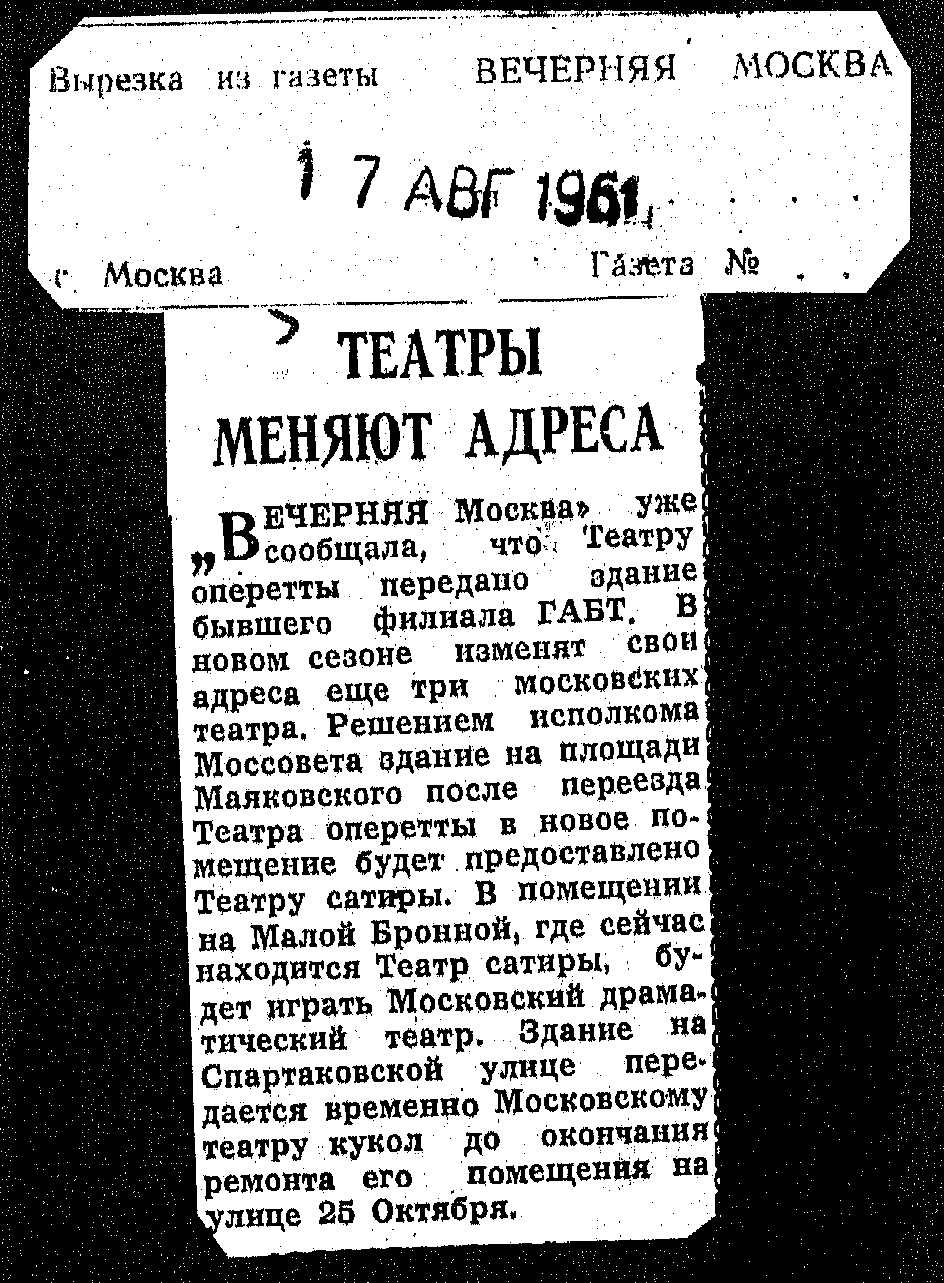 Вырезка из газеты ВЕЧЕРНЯЯ МОСКВА
17 АВГ 1961
г. Москва Газета №
ТЕАТРЫ
МЕНЯЮТ АДРЕСА
„ВЕЧЕРНЯЯ Москва» уже
сообщала, что Театру
оперетты передано здание
бывшего филиала ГАБТ. В
новом сезоне изменят свои
адреса еще три московских
театра. Решением исполкома
Моссовета здание на площади
Маяковского после переезда
Театра оперетты в новое по-
мещение будет предоставлено
Театру сатиры. В помещении
на Малой Бронной, где сейчас
находится Театр сатиры, бу-
дет играть Московский драма-
тический театр. Здание на
Спартаковской улице пере-
дается временно Московскому
театру кукол до окончания
ремонта его помещения на
улице 25 Октября.